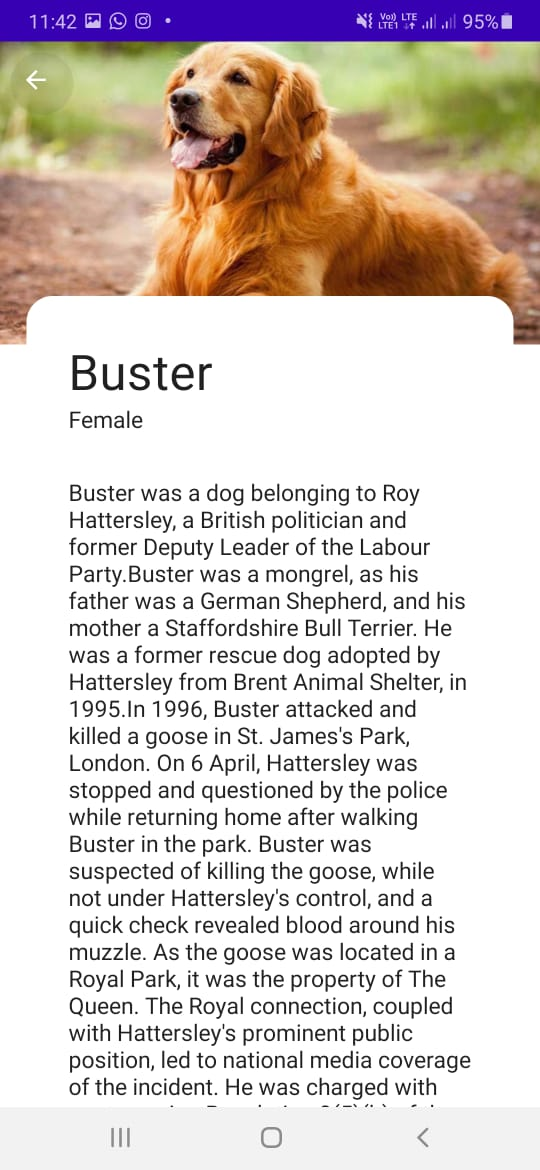 11:42
Vo)) LTE
LTE1
95%
Buster
Female
Buster was a dog belonging to Roy
Hattersley, a British politician and
former Deputy Leader of the Labour
Party.Buster was a mongrel, as his
father was a German Shepherd, and his
mother a Staffordshire Bull Terrier. He
was a former rescue dog adopted by
Hattersley from Brent Animal Shelter, in
1995.In 1996, Buster attacked and
killed a goose in St. James's Park,
London. On 6 April, Hattersley was
stopped and questioned by the police
while returning home after walking
Buster in the park. Buster was
suspected of killing the goose, while
not under Hattersley's control, and a
quick check revealed blood around his
muzzle. As the goose was located in a
Royal Park, it was the property of The
Queen. The Royal connection, coupled
with Hattersley's prominent public
position, led to national media coverage
of the incident. He was charged with